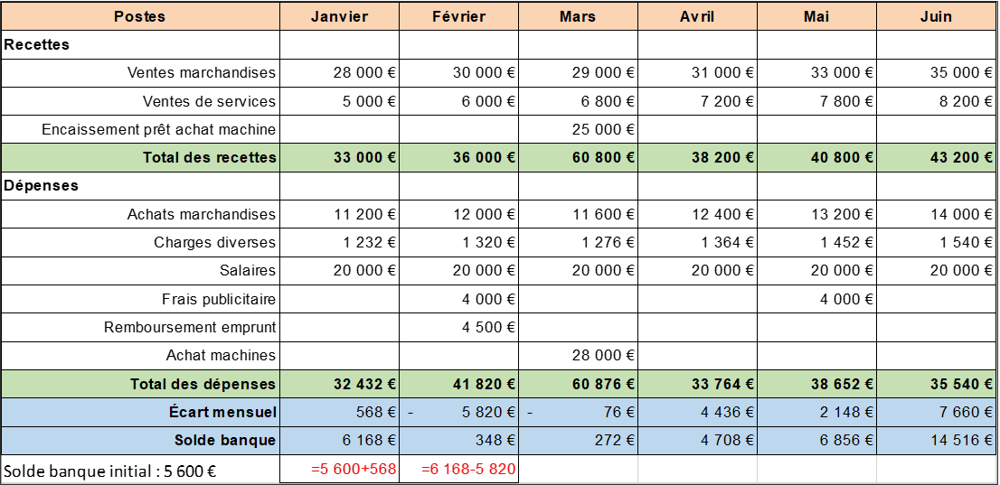 Postes Janvier Février Mars Avril Mai Juin
Recettes
Ventes marchandises 28 000 € 30 000 € 29 000 € 31 000 € 33 000 € 35 000 €
Ventes de services 5 000 € 6 000 € 6 800 € 7 200 € 7 800 € 8 200 €
Encaissement prêt achat machine 25 000 €
Total des recettes 33 000 € 36 000 € 60 800 € 38 200 € 40 800 € 43 200 €
Dépenses
Achats marchandises 11 200 € 12 000 € 11 600 € 12 400 € 13 200 € 14 000 €
Charges diverses 1 232 € 1 320 € 1 276 € 1 364 € 1 452 € 1 540 €
Salaires 20 000 € 20 000 € 20 000 € 20 000 € 20 000 € 20 000 €
Frais publicitaire 4 000 € 4 000 €
Remboursement emprunt 4 500 €
Achat machines 28 000 €
Total des dépenses 32 432 € 41 820 € 60 876 € 33 764 € 38 652 € 35 540 €
Écart mensuel 568 € - 5 820 € - 76 € 4 436 € 2 148 € 7 660 €
Solde banque 6 168 € 348 € 272 € 4 708 € 6 856 € 14 516 €
Solde banque initial : 5 600 € =5 600+568 =6 168-5 820